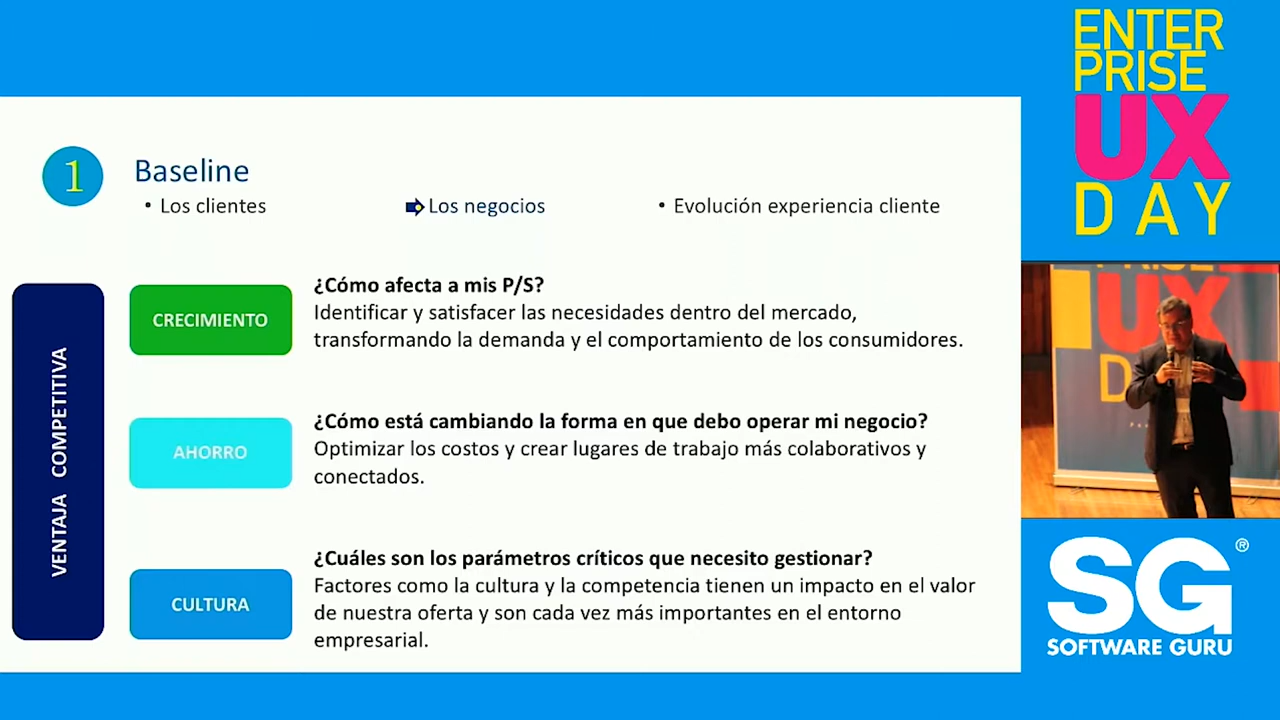 1
Baseline
• Los clientes
Los negocios
• Evolución experiencia cliente
VENTAJA COMPETITIVA
CRECIMIENTO
¿Cómo afecta a mis P/S?
Identificar y satisfacer las necesidades dentro del mercado,
transformando la demanda y el comportamiento de los consumidores.
AHORRO
¿Cómo está cambiando la forma en que debo operar mi negocio?
Optimizar los costos y crear lugares de trabajo más colaborativos y
conectados.
CULTURA
¿Cuáles son los parámetros críticos que necesito gestionar?
Factores como la cultura y la competencia tienen un impacto en el valor
de nuestra oferta y son cada vez más importantes en el entorno
empresarial.
ENTER
PRISE
UX
DAY
PRISE
UX
D
SG®
SOFTWARE GURU